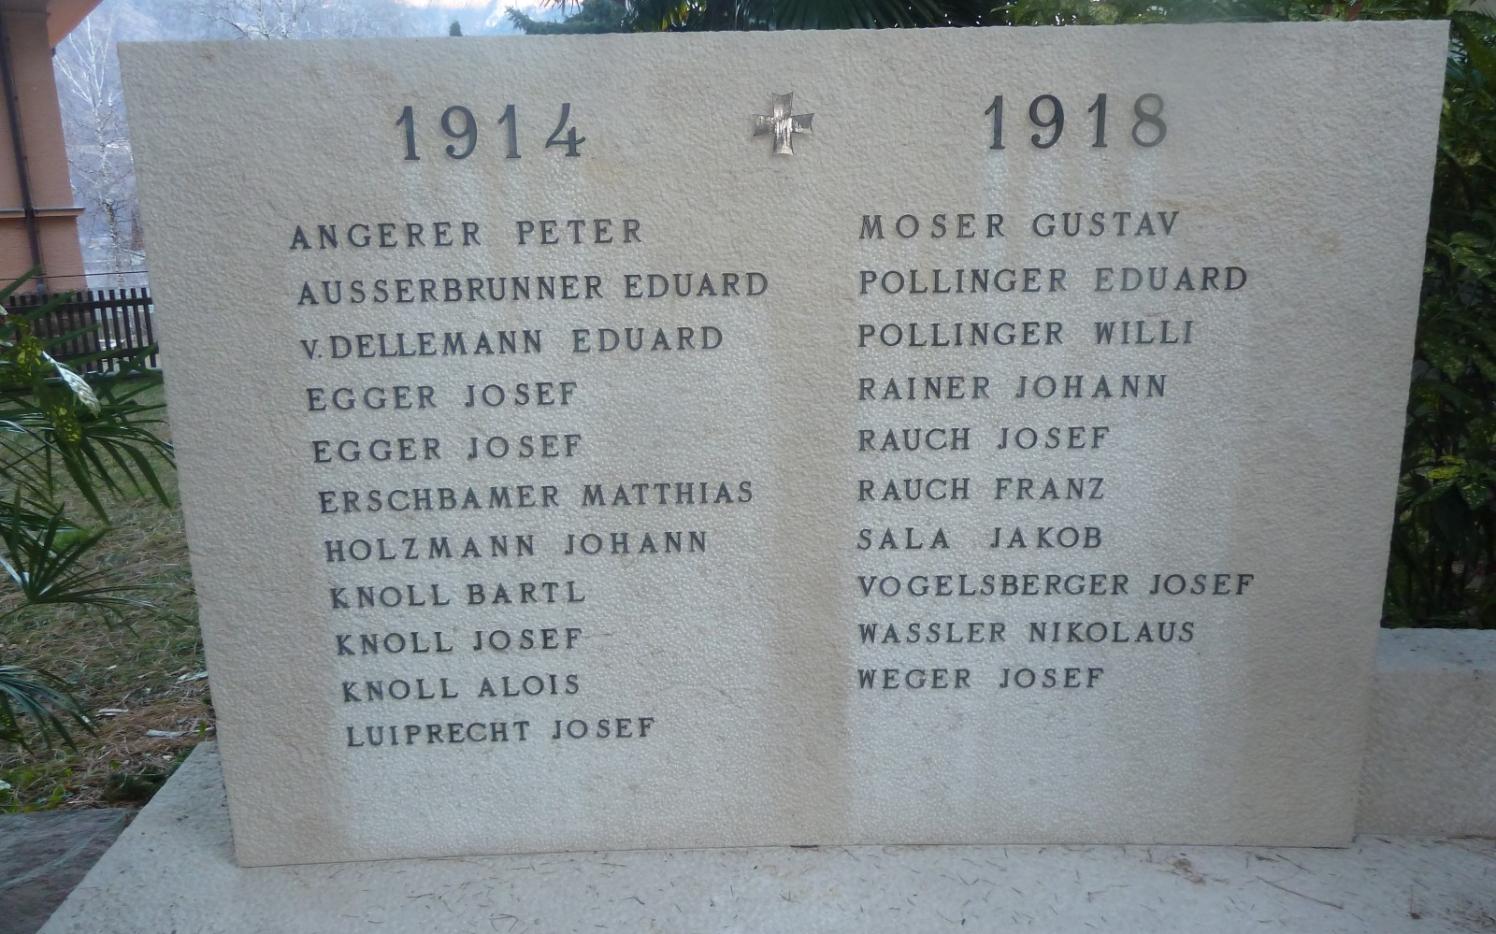 1914 1918
ANGERER PETER
AUSSERBRUNNER EDUARD
V. DELLEMANN EDUARD
EGGER JOSEF
EGGER JOSEF
ERSCHBAMER MATTHIAS
HOLZMANN JOHANN
KNOLL BARTL
KNOLL JOSEF
KNOLL ALOIS
LUIPRECHT JOSEF
MOSER GUSTAV
POLLINGER EDUARD
POLLINGER WILLI
RAINER JOHANN
RAUCH JOSEF
RAUCH FRANZ
SALA JAKOB
VOGELSBERGER JOSEF
WASSLER NIKOLAUS
WEGER JOSEF